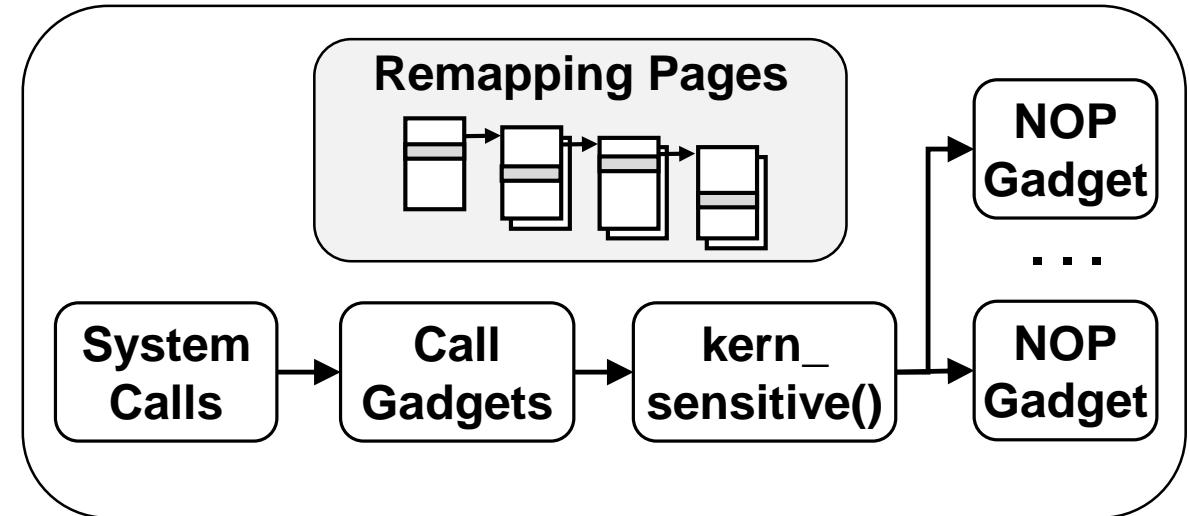 Remapping Pages
NOP
Gadget
. . .
System
Calls
Call
Gadgets
kern_
sensitive()
NOP
Gadget